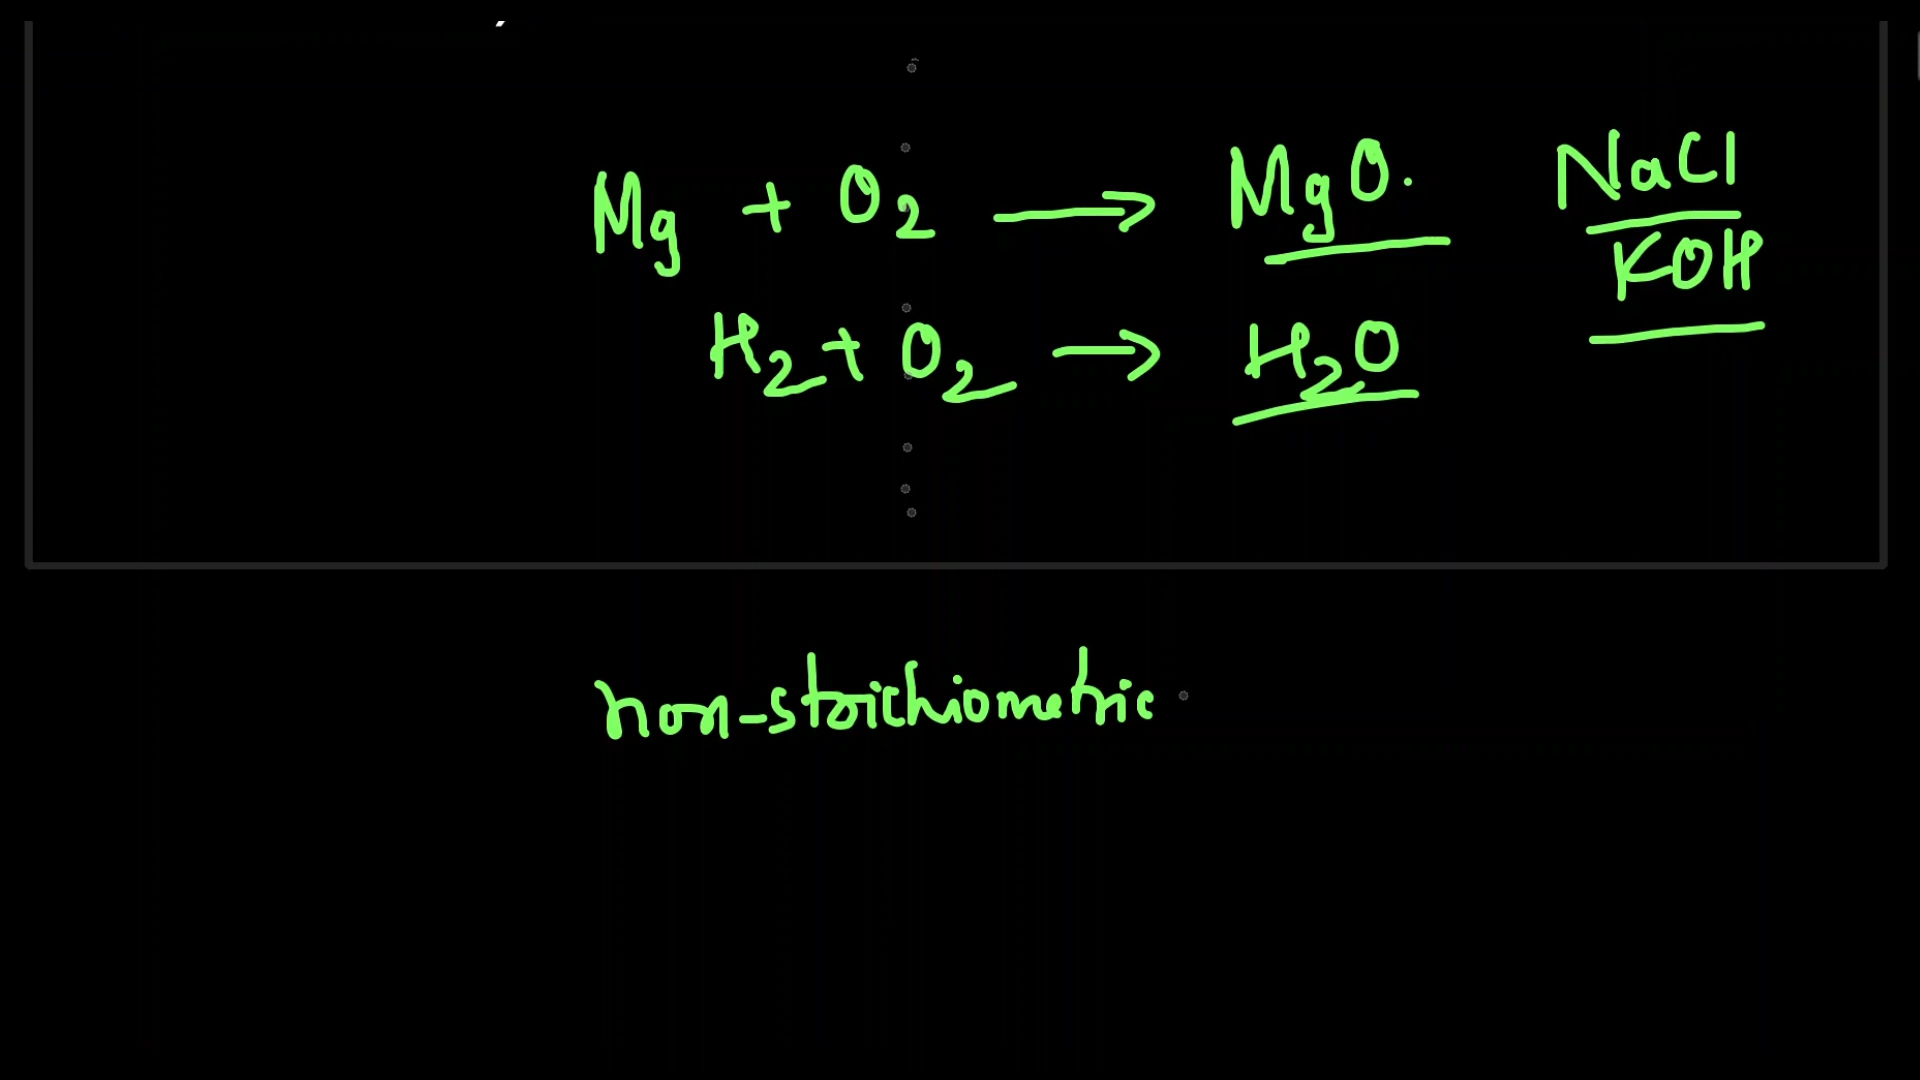 Mg + O₂ → MgO. NaCl
KOH
H₂ + O₂ → H₂O
non-stoichiometric